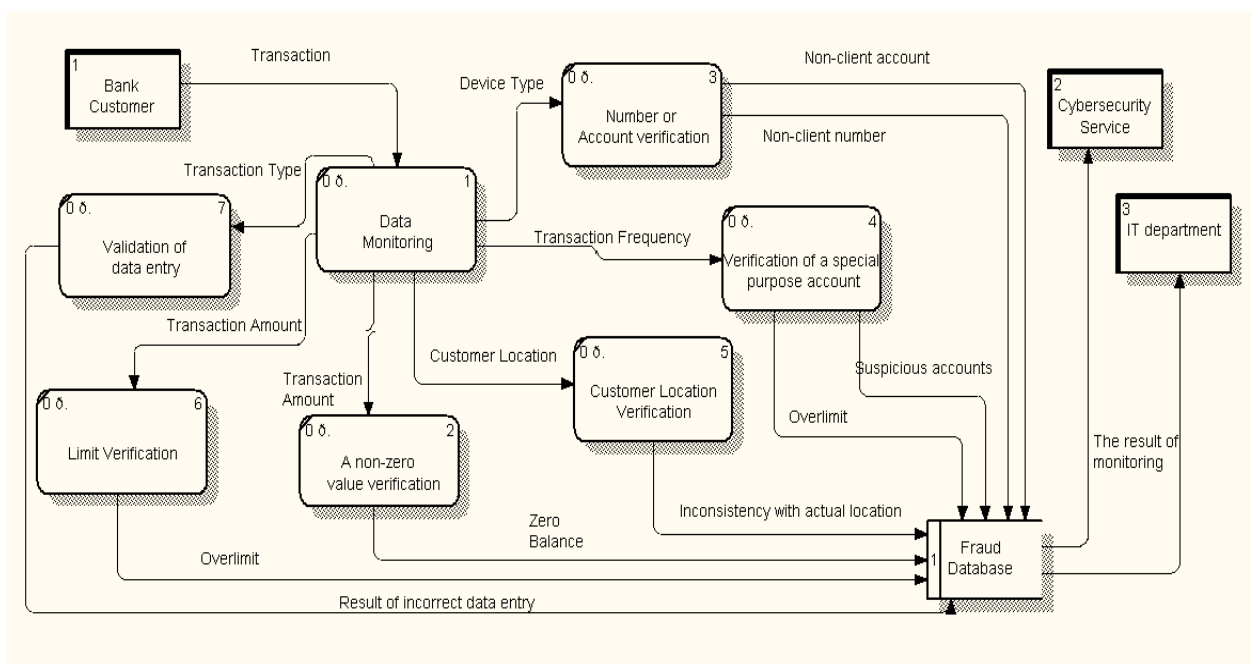 1
Bank
Customer
Transaction
Device Type
0 ð.
3
Number or
Account verification
Non-client account
Non-client number
2
Cybersecurity
Service
3
IT department
Transaction Type
0 ð.
7
Validation of
data entry
0 ð.
1
Data
Monitoring
Transaction Frequency
0 ð.
4
Verification of a special
purpose account
Transaction Amount
Customer Location
0 ð.
5
Customer Location
Verification
Suspicious accounts
Overlimit
Transaction
Amount
0 ð.
6
Limit Verification
0 ð.
2
A non-zero
value verification
The result of
monitoring
Inconsistency with actual location
Zero
Balance
Overlimit
1
Fraud
Database
Result of incorrect data entry